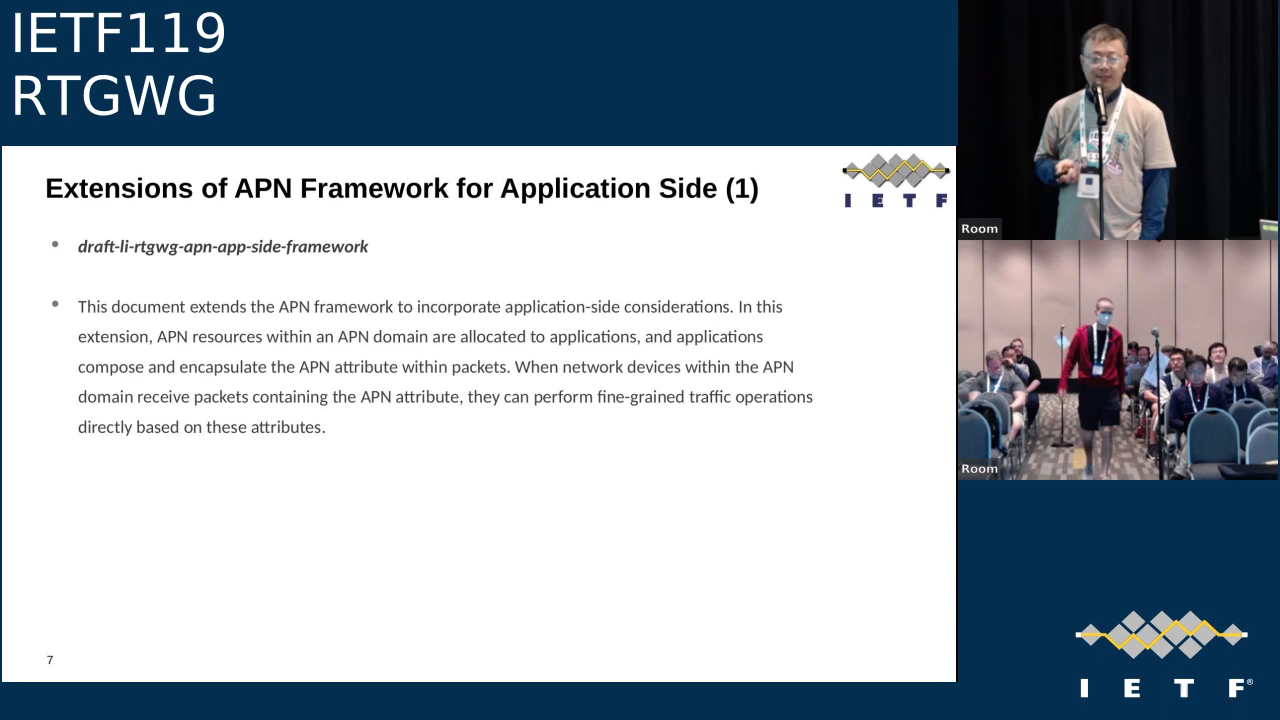 IETF119
RTGWG
Extensions of APN Framework for Application Side (1)
I E T F
• draft-li-rtgwg-apn-app-side-framework
• This document extends the APN framework to incorporate application-side considerations. In this
extension, APN resources within an APN domain are allocated to applications, and applications
compose and encapsulate the APN attribute within packets. When network devices within the APN
domain receive packets containing the APN attribute, they can perform fine-grained traffic operations
directly based on these attributes.
7
Room
Room
I E T F®